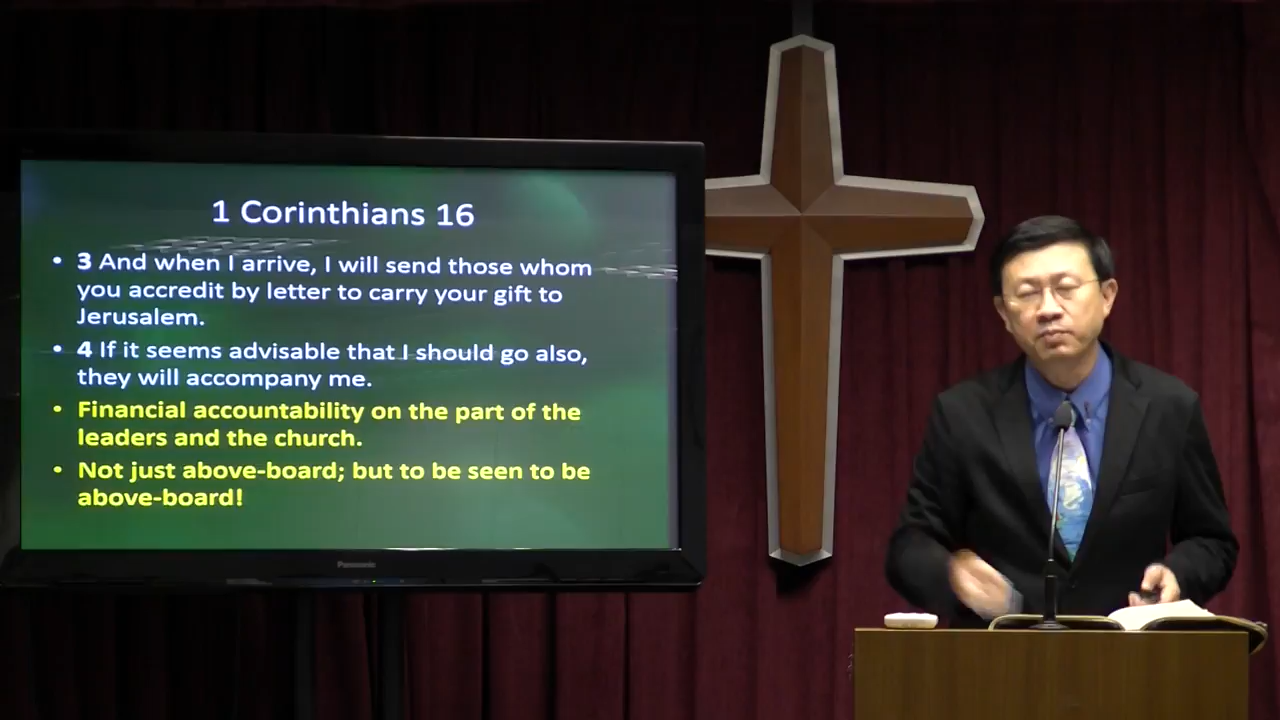 1 Corinthians 16
• 3 And when I arrive, I will send those whom
you accredit by letter to carry your gift to
Jerusalem.
• 4 If it seems advisable that I should go also,
they will accompany me.
• Financial accountability on the part of the
leaders and the church.
• Not just above-board; but to be seen to be
above-board!
Panasonic